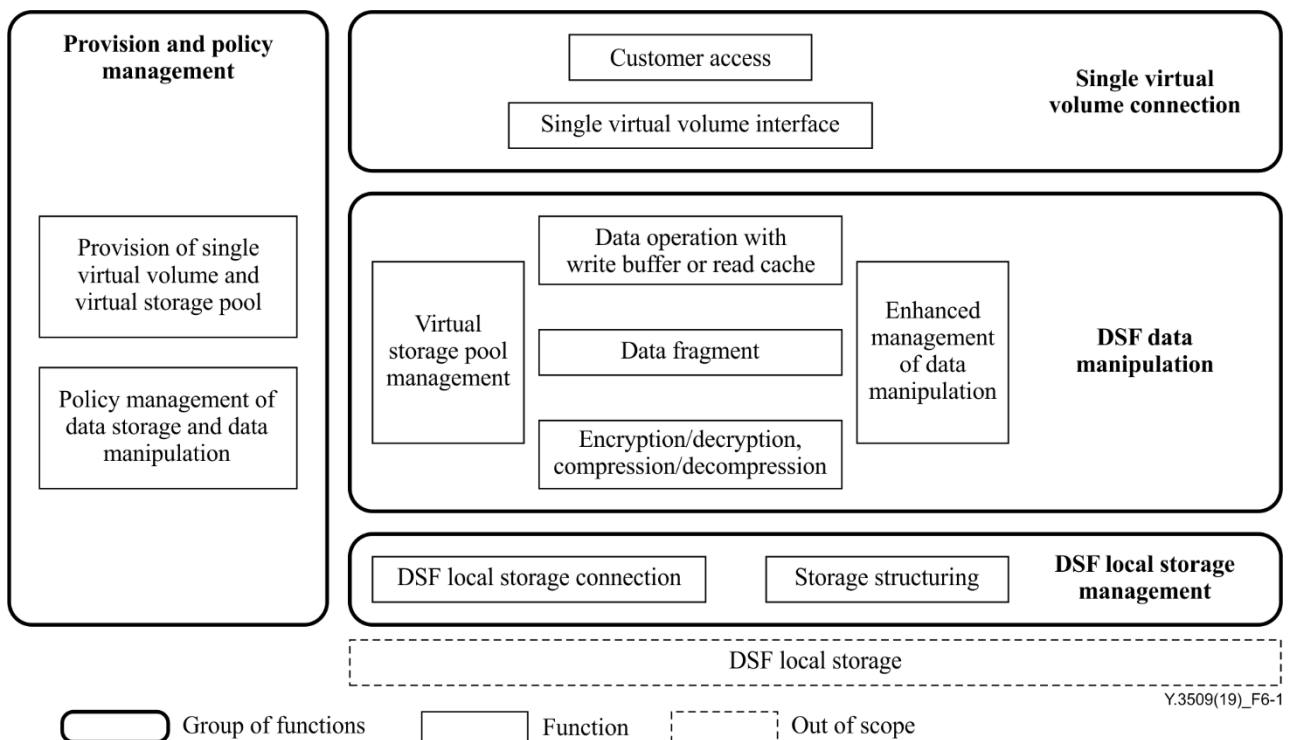 Provision and policy
management
Provision of single
virtual volume and
virtual storage pool
Policy management of
data storage and data
manipulation
Customer access
Single virtual volume interface
Single virtual
volume connection
Virtual
storage pool
management
Data operation with
write buffer or read cache
Data fragment
Encryption/decryption,
compression/decompression
Enhanced
management
of data
manipulation
DSF data
manipulation
DSF local storage connection
Storage structuring
DSF local storage
management
DSF local storage
Y.3509(19)_F6-1
Group of functions
Function
Out of scope